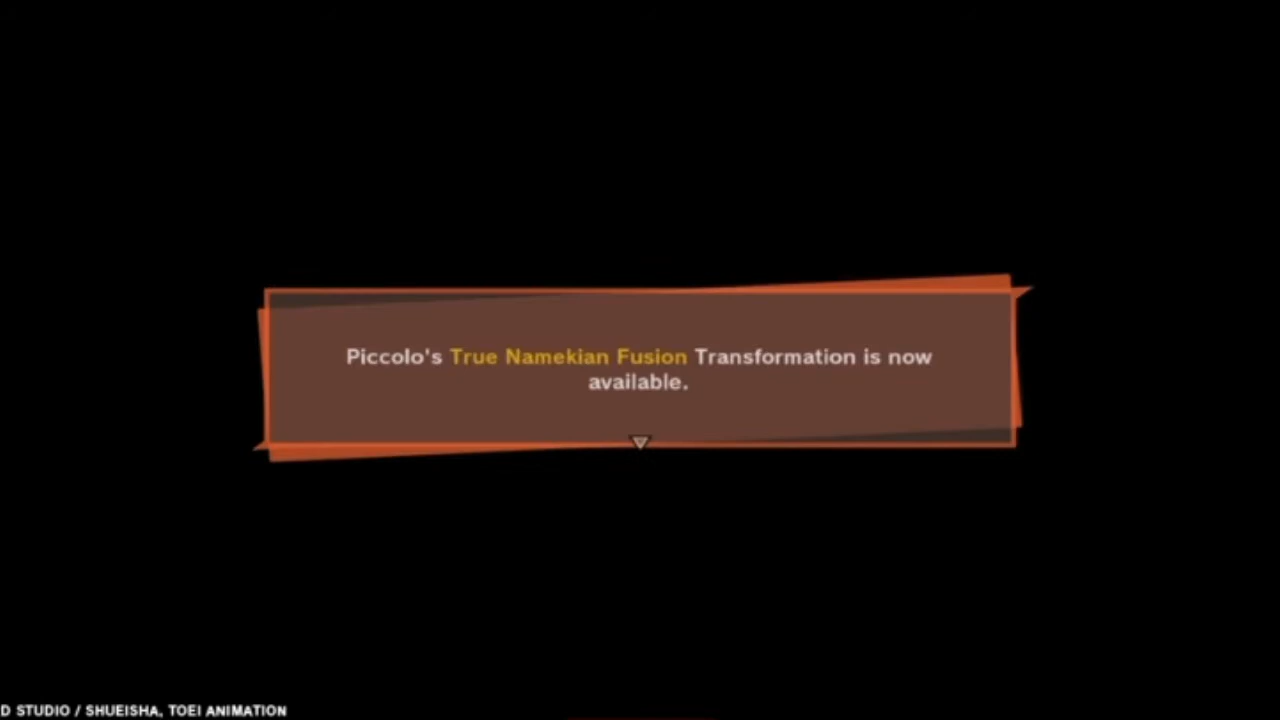 Piccolo's True Namekian Fusion Transformation is now
available.
D STUDIO / SHUEISHA, TOEI ANIMATION